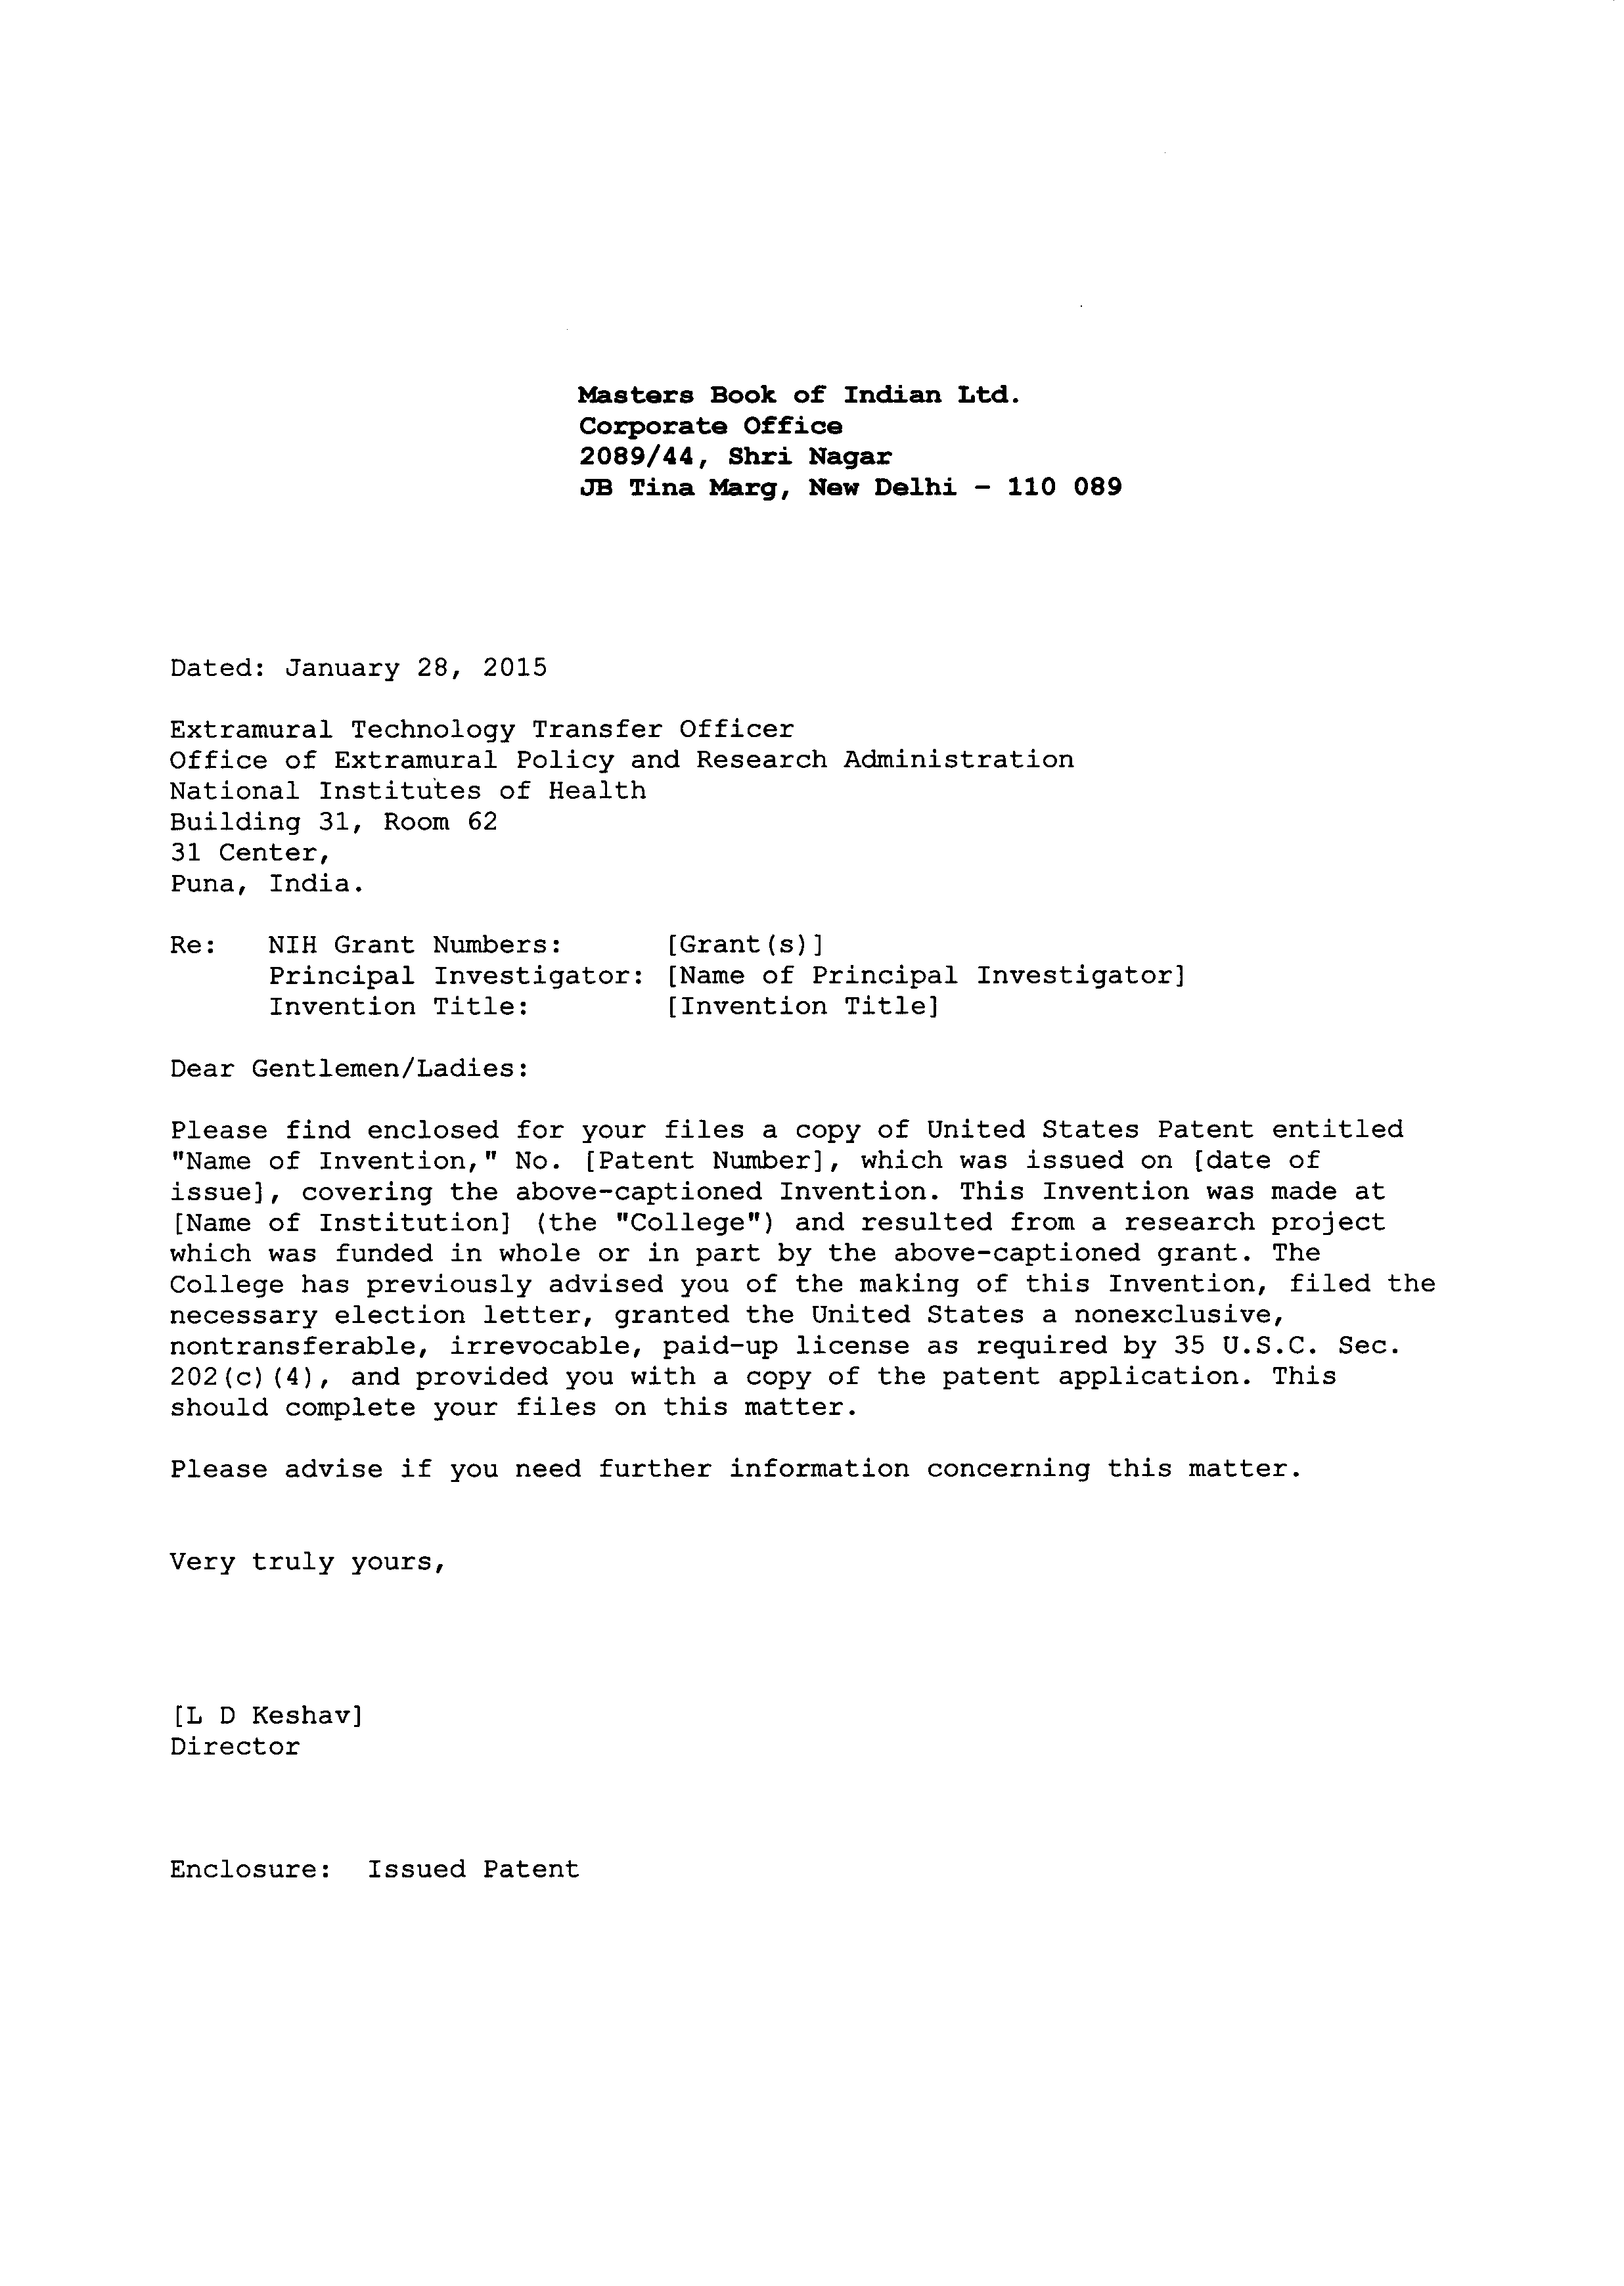 Masters Book of Indian Ltd.
Corporate Office
2089/44, Shri Nagar
JB Tina Marg, New Delhi – 110 089
Dated: January 28, 2015
Extramural Technology Transfer Officer
Office of Extramural Policy and Research Administration
National Institutes of Health
Building 31, Room 62
31 Center,
Puna, India.
Re: NIH Grant Numbers: [Grant(s)]
Principal Investigator: [Name of Principal Investigator]
Invention Title: [Invention Title]
Dear Gentlemen/Ladies:
Please find enclosed for your files a copy of United States Patent entitled
"Name of Invention," No. [Patent Number], which was issued on [date of
issue], covering the above-captioned Invention. This Invention was made at
[Name of Institution] (the "College") and resulted from a research project
which was funded in whole or in part by the above-captioned grant. The
College has previously advised you of the making of this Invention, filed the
necessary election letter, granted the United States a nonexclusive,
nontransferable, irrevocable, paid-up license as required by 35 U.S.C. Sec.
202(c)(4), and provided you with a copy of the patent application. This
should complete your files on this matter.
Please advise if you need further information concerning this matter.
Very truly yours,
[L D Keshav]
Director
Enclosure: Issued Patent